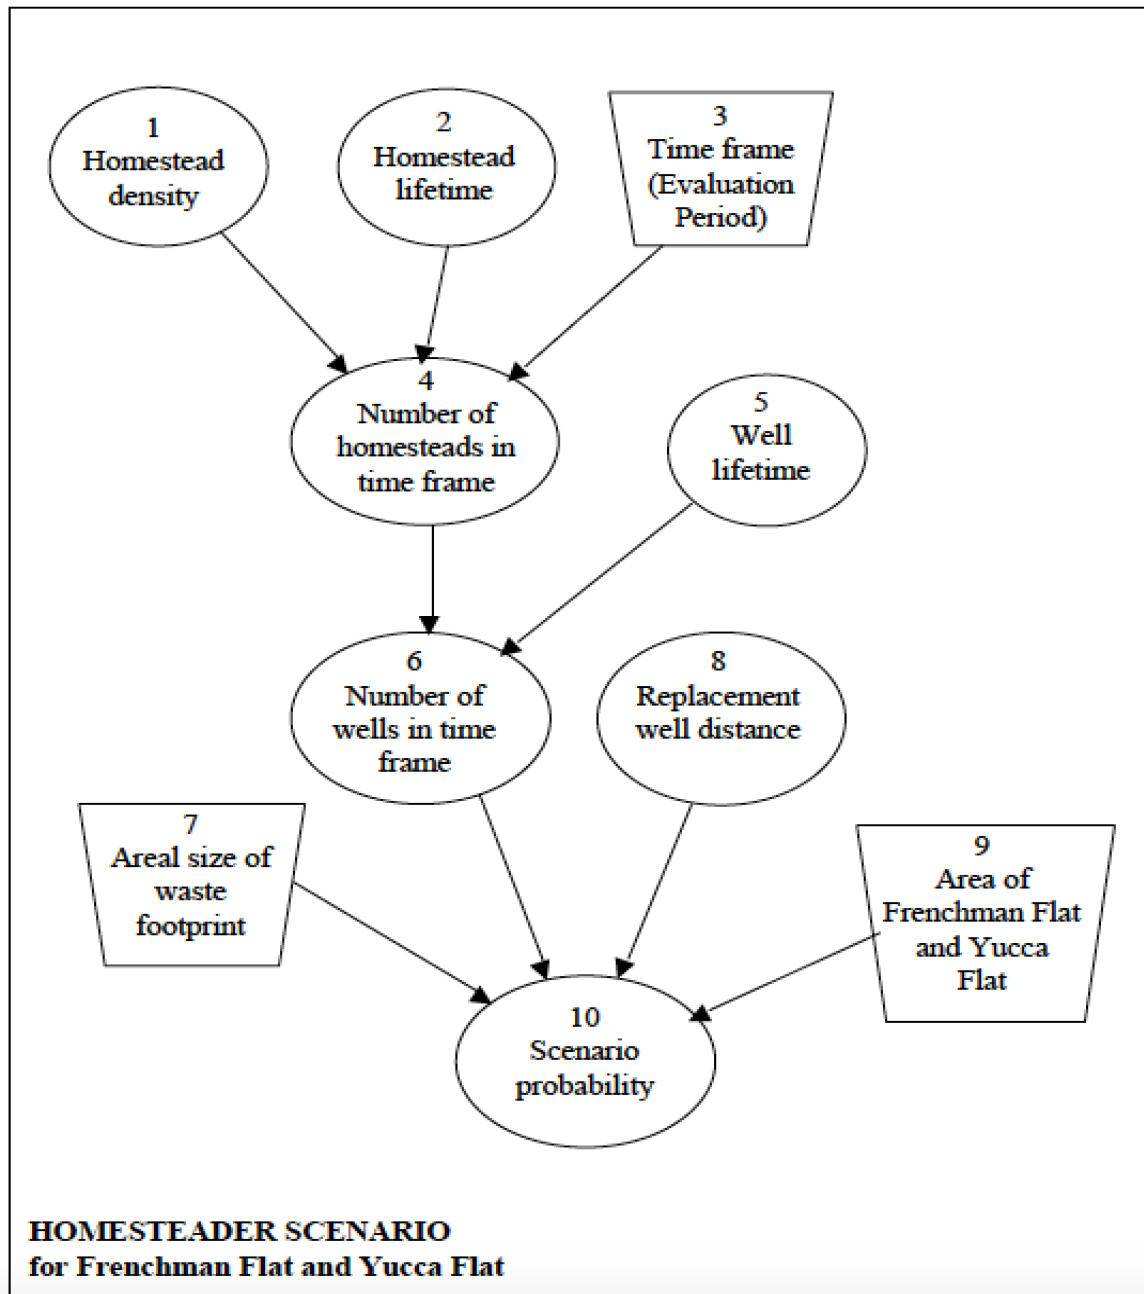 1
Homestead
density
2
Homestead
lifetime
3
Time frame
(Evaluation
Period)
4
Number of
homesteads in
time frame
5
Well
lifetime
6
Number of
wells in time
frame
8
Replacement
well distance
7
Areal size of
waste
footprint
9
Area of
Frenchman Flat
and Yucca
Flat
10
Scenario
probability
HOMESTEADER SCENARIO
for Frenchman Flat and Yucca Flat